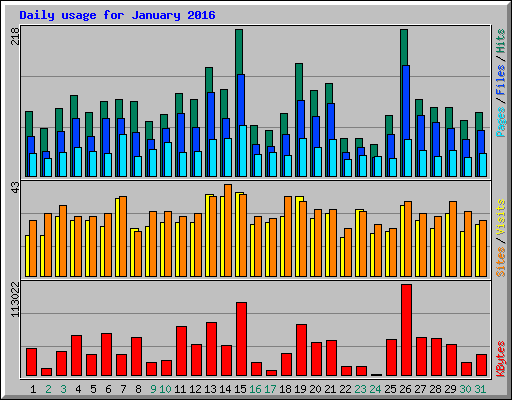 Daily usage for January 2016
218
Pages / Files / Hits
43
Sites / Visits
113022
KBytes
1 2 3 4 5 6 7 8 9 10 11 12 13 14 15 16 17 18 19 20 21 22 23 24 25 26 27 28 29 30 31